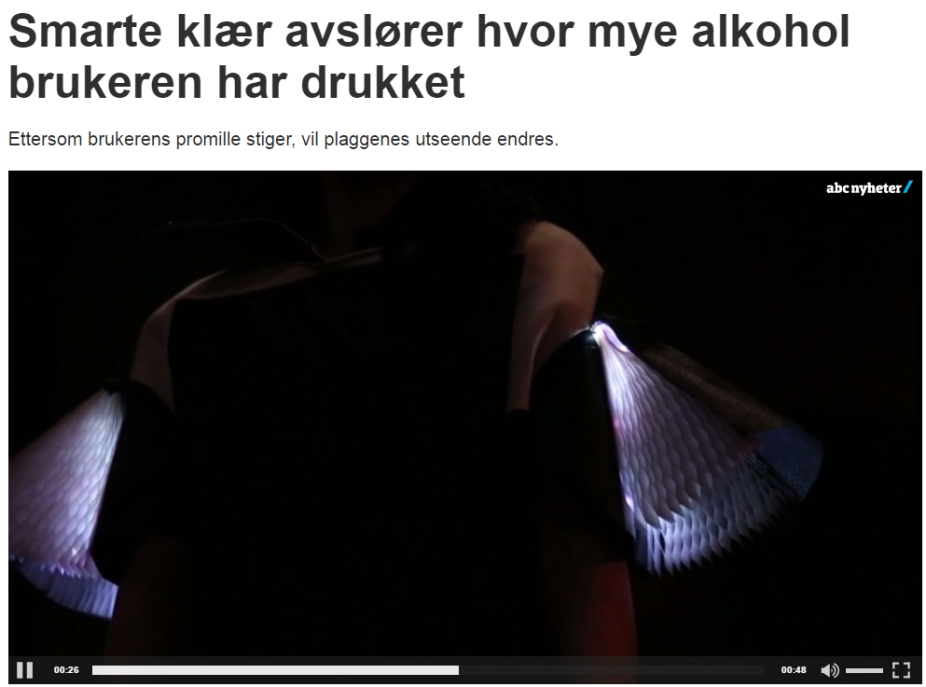 Smarte klær avslører hvor mye alkohol
brukeren har drukket
Ettersom brukerens promille stiger, vil plaggenes utseende endres.
abc nyheter
00:26
00:48